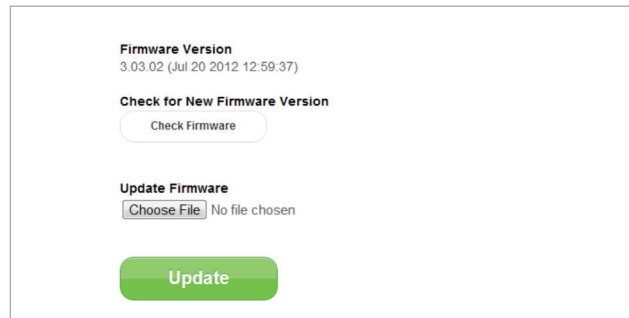 Firmware Version
3.03.02 (Jul 20 2012 12:59:37)
Check for New Firmware Version
Check Firmware
Update Firmware
Choose File No file chosen
Update